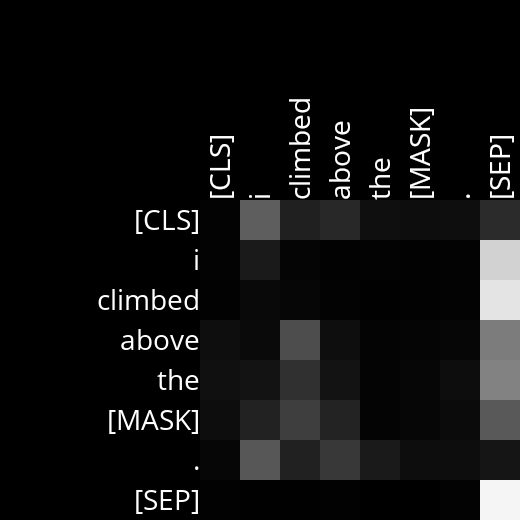 [CLS]
i
climbed
above
the
[MASK]
.
[SEP]
[CLS]
i
climbed
above
the
[MASK]
.
[SEP]